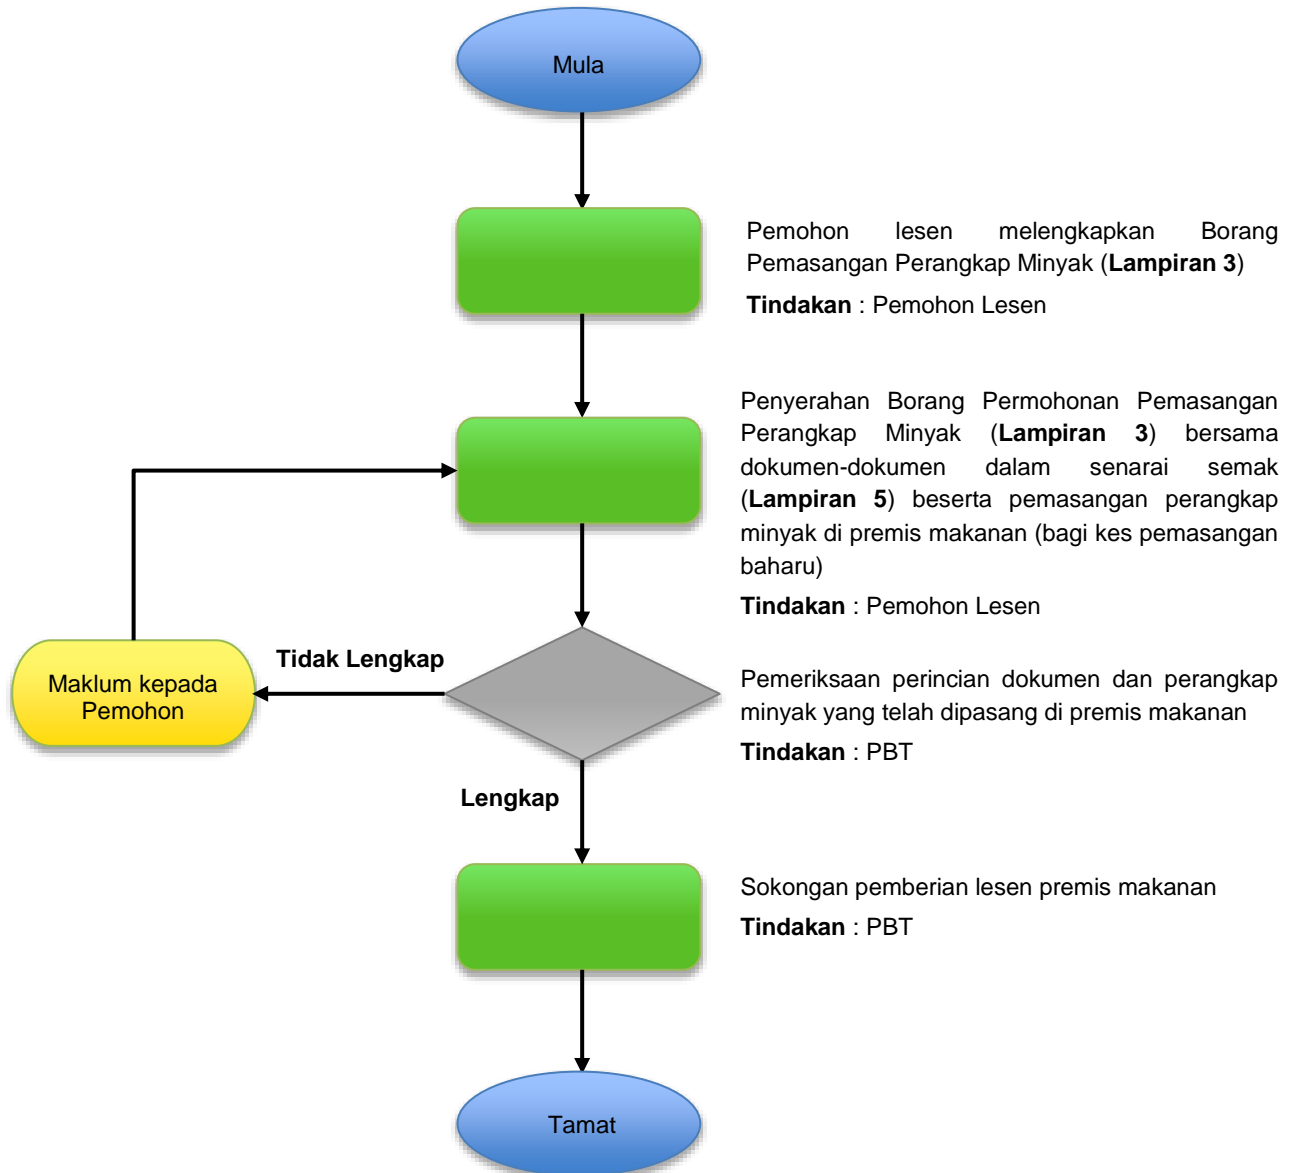 Mula
Pemohon lesen melengkapkan Borang
Pemasangan Perangkap Minyak (Lampiran 3)
Tindakan : Pemohon Lesen
Penyerahan Borang Permohonan Pemasangan
Perangkap Minyak (Lampiran 3) bersama
dokumen-dokumen dalam senarai semak
(Lampiran 5) beserta pemasangan perangkap
minyak di premis makanan (bagi kes pemasangan
baharu)
Tindakan : Pemohon Lesen
Tidak Lengkap
Maklum kepada
Pemohon
Pemeriksaan perincian dokumen dan perangkap
minyak yang telah dipasang di premis makanan
Tindakan : PBT
Lengkap
Sokongan pemberian lesen premis makanan
Tindakan : PBT
Tamat